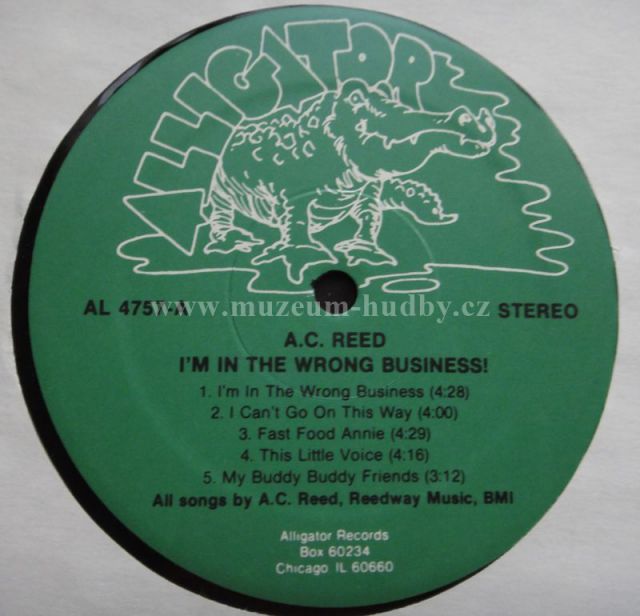 ALLIGATOR
AL 4757-A
www.muzeum-hudby.cz
STEREO
A.C. REED
I'M IN THE WRONG BUSINESS!
1. I'm In The Wrong Business (4:28)
2. I Can't Go On This Way (4:00)
3. Fast Food Annie (4:29)
4. This Little Voice (4:16)
5. My Buddy Buddy Friends (3:12)
All songs by A.C. Reed, Reedway Music, BMI
Alligator Records
Box 60234
Chicago IL 60660